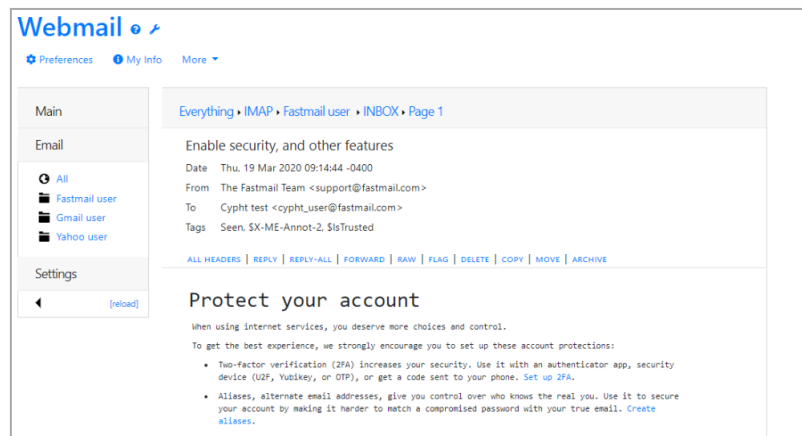 Webmail
Preferences My Info More
Main
Email
All
Fastmail user
Gmail user
Yahoo user
Settings
[reload]
Everything › IMAP › Fastmail user › INBOX › Page 1
Enable security, and other features
Date Thu, 19 Mar 2020 09:14:44 -0400
From The Fastmail Team <support@fastmail.com>
To Cypht test <cypht_user@fastmail.com>
Tags Seen, $X-ME-Annot-2, $IsTrusted
ALL HEADERS | REPLY | REPLY-ALL | FORWARD | RAW | FLAG | DELETE | COPY | MOVE | ARCHIVE
Protect your account
When using internet services, you deserve more choices and control.
To get the best experience, we strongly encourage you to set up these account protections:
• Two-factor verification (2FA) increases your security. Use it with an authenticator app, security
device (U2F, Yubikey, or OTP), or get a code sent to your phone. Set up 2FA.
• Aliases, alternate email addresses, give you control over who knows the real you. Use it to secure
your account by making it harder to match a compromised password with your true email. Create
aliases.